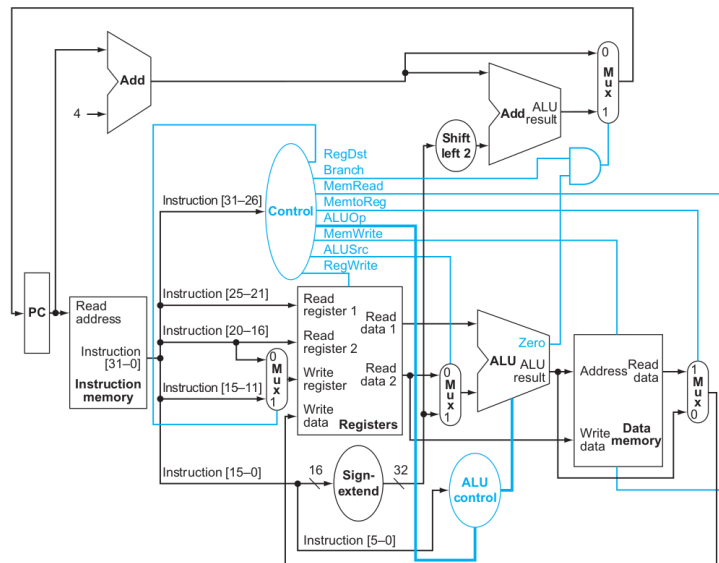 0
Mux
1
Add
4
Add
ALU
result
Shift
left 2
RegDst
Branch
MemRead
MemtoReg
ALUOp
MemWrite
ALUSrc
RegWrite
Control
Instruction [31–26]
Instruction [25–21]
Instruction [20–16]
Instruction [15–11]
Instruction [15–0]
Instruction [5–0]
PC
Read
address
Instruction
[31–0]
Instruction
memory
0
Mux
1
Read
register 1
Read
register 2
Write
register
Write
data
Read
data 1
Read
data 2
Registers
16
Sign-
extend
32
0
Mux
1
Zero
ALU
ALU
result
ALU
control
Address
Read
data
Write
data
Data
memory
1
Mux
0